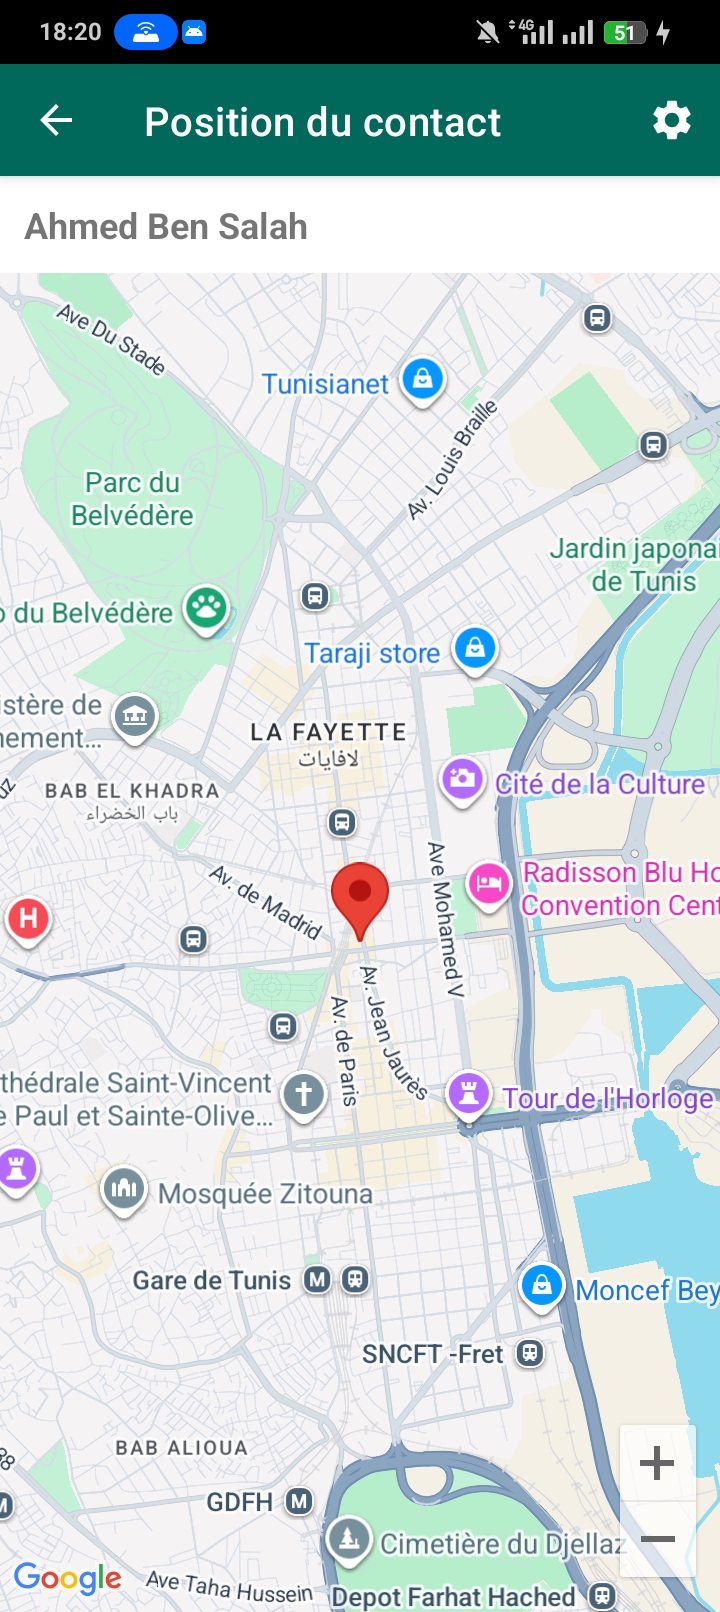 18:20
4G
51
Position du contact
Ahmed Ben Salah
Ave Du Stade
Tunisianet
Av. Louis Braille
Parc du
Belvédère
Jardin japonai
de Tunis
o du Belvédère
Taraji store
istère de
nement...
LA FAYETTE
لافايات
BAB EL KHADRA
باب الخضراء
Cité de la Culture
Ave Mohamed V
Radisson Blu Ho
Convention Cent
Av. de Madrid
H
Av. Jean Jaurès
Av. de Paris
thédrale Saint-Vincent
e Paul et Sainte-Olive...
Tour de l'Horloge
Mosquée Zitouna
Gare de Tunis M
Moncef Bey
SNCFT -Fret
BAB ALIOUA
GDFH M
Cimetière du Djellaz
Google
Ave Taha Hussein
Depot Farhat Hached